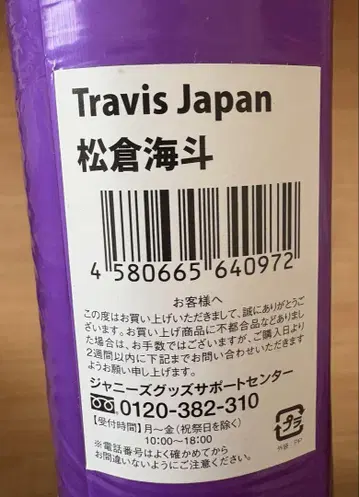 Travis Japan
松倉海斗
4 580665 640972
お客様へ
この度はお買い上げいただきまして、誠にありがとうご
ざいます。お買い上げ商品に不都合品などありまし
た場合は、お手数ではございますが、ご購入日より
2週間以内に下記までお問い合わせいただきます
ようお願い申し上げます。
ジャニーズグッズサポートセンター
0120-382-310
【受付時間】月〜金(祝祭日を除く)
10:00〜18:00
※電話番号はよく確かめてから
お間違いないようにご注意ください。
プラ